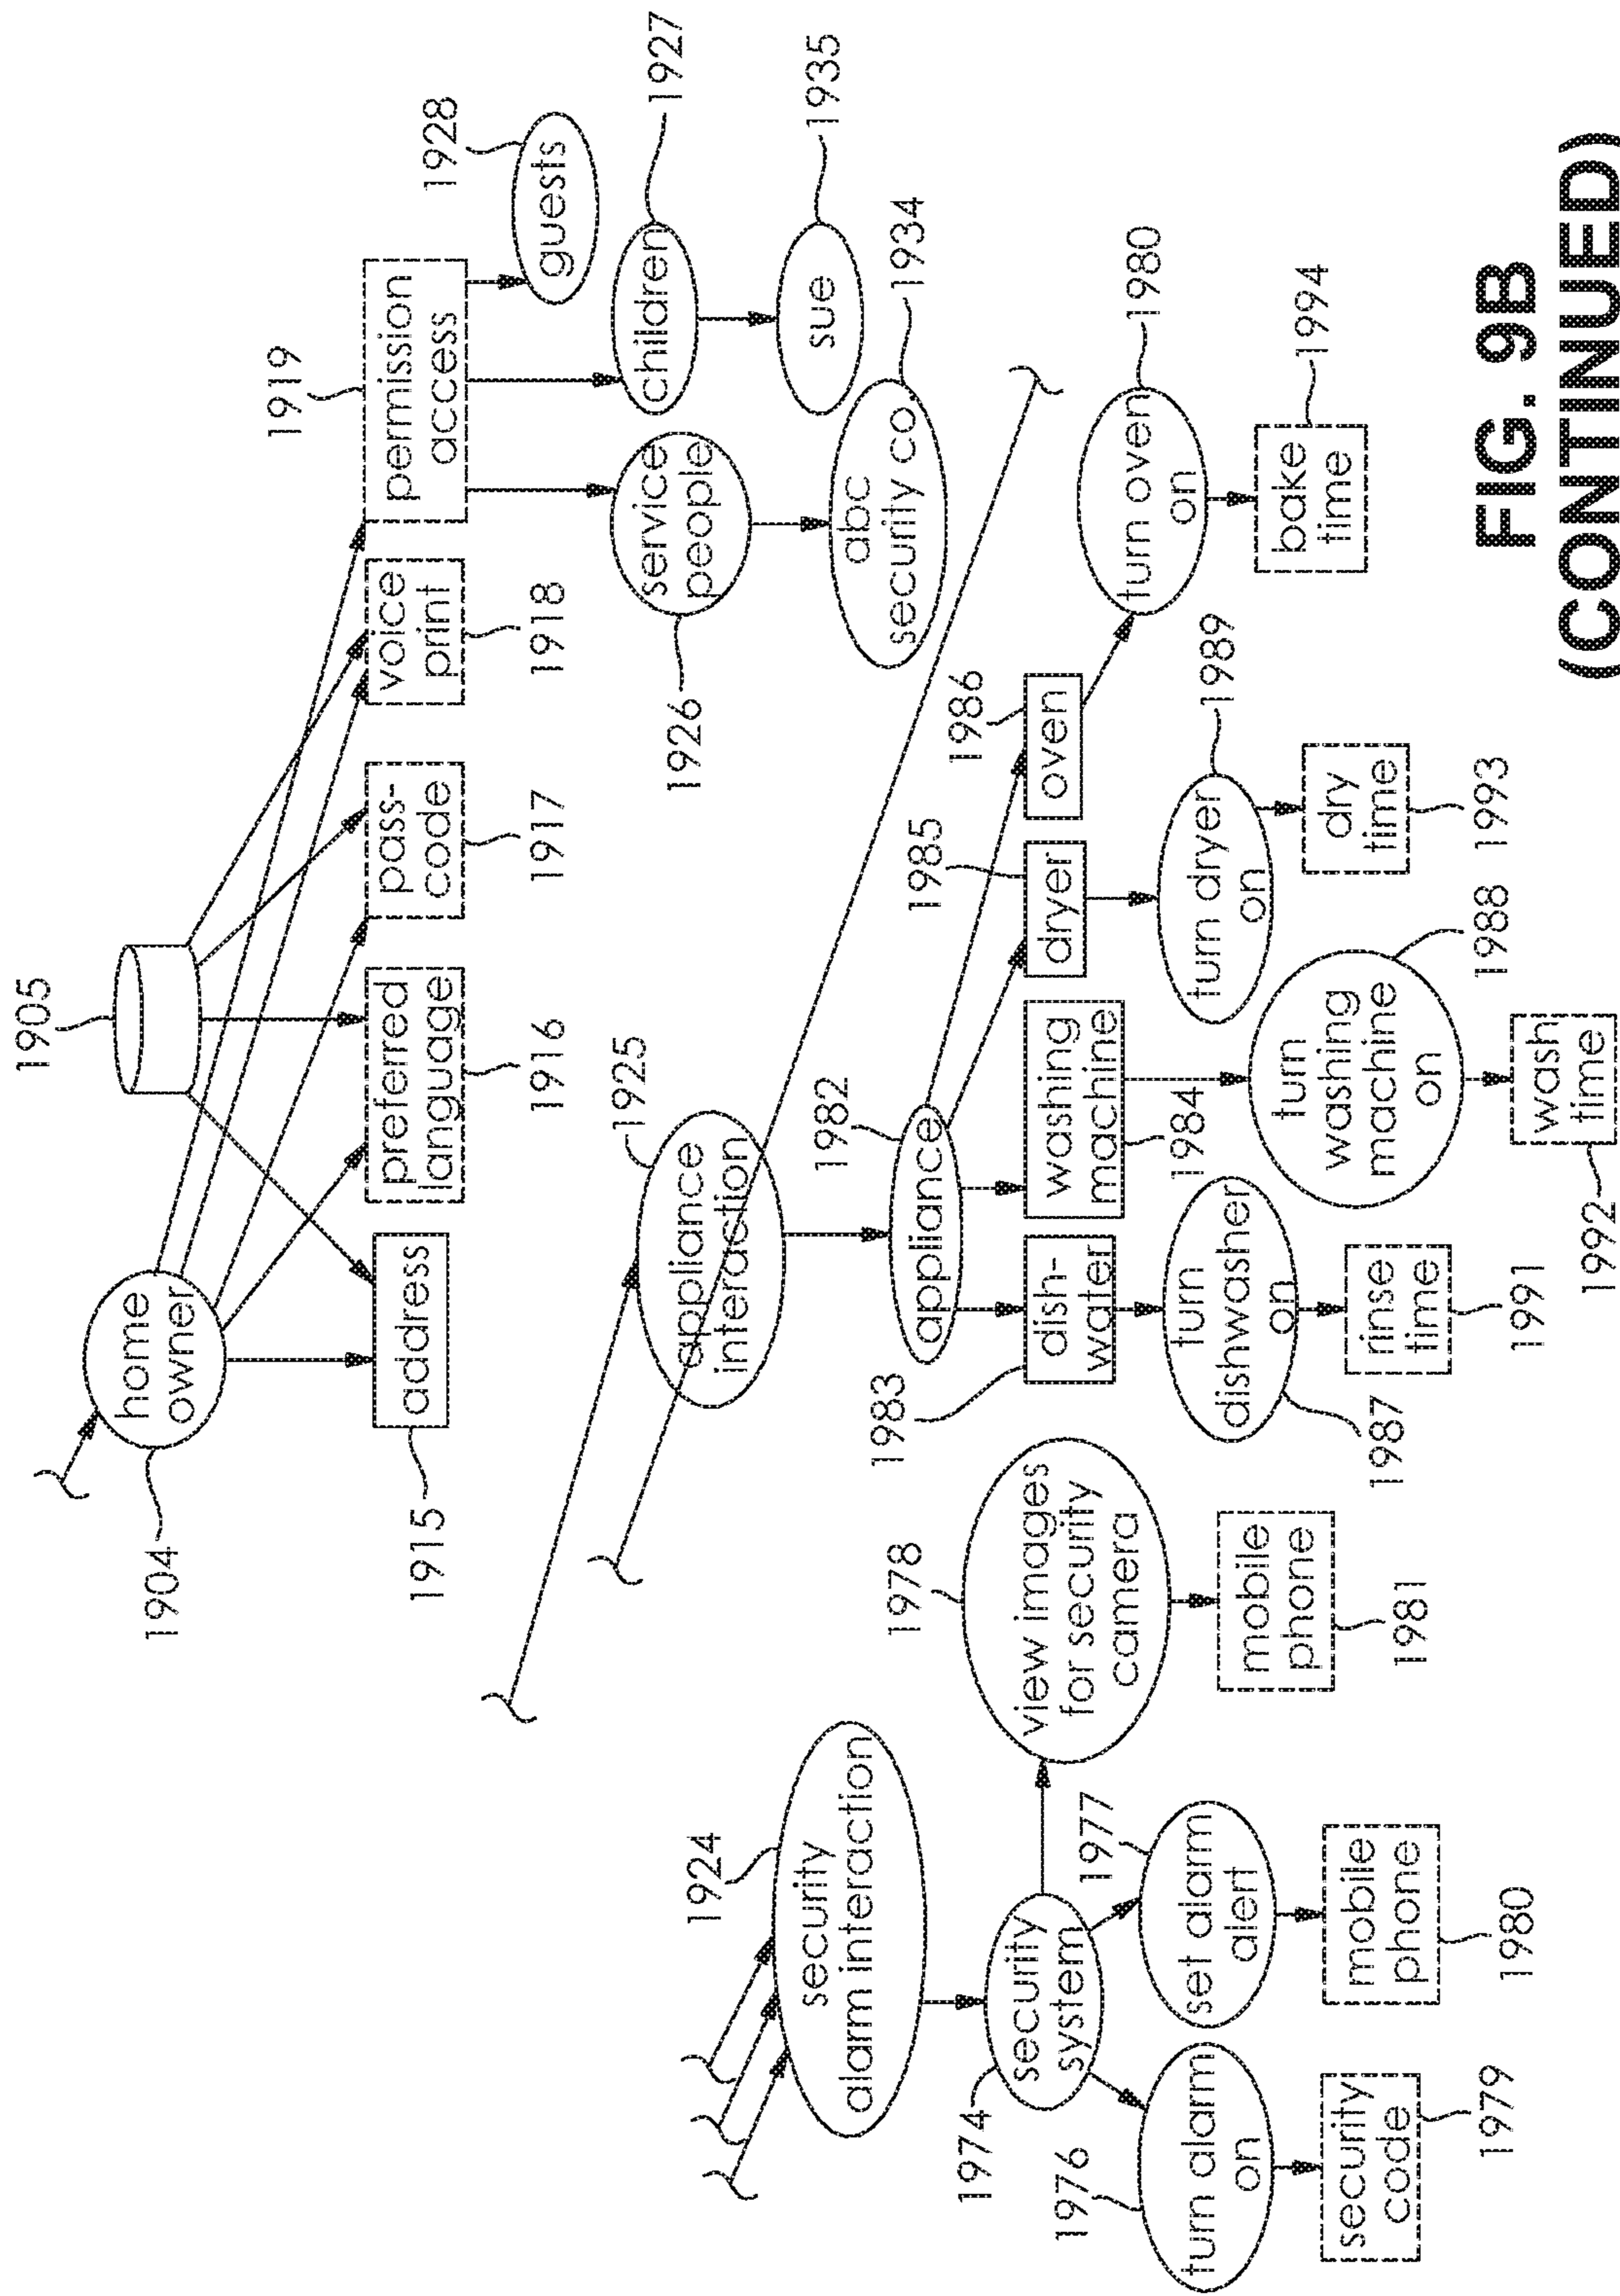 1905
1904
home
owner
1919
1928
guests
permission
access
voice
print
pass-
code
preferred
language
address
1915
1916
1917
1918
1927
children
service
people
1926
1935
sue
abc
security co
1934
1925
appliance
interaction
1924
security
alarm interaction
1982
appliance
1983
dish-
water
washing
machine
1984
1985
dryer
1986
oven
1980
turn oven
on
1994
bake
time
1974
security
system
1978
view images
for security
camera
1976
turn alarm
on
1977
set alarm
alert
turn
dishwasher
on
1987
turn
washing
machine
on
1988
turn dryer
on
1989
security
code
1979
mobile
phone
1980
mobile
phone
1981
rinse
time
1991
wash
time
1992
dry
time
1993
FIG. 9B
(CONTINUED)